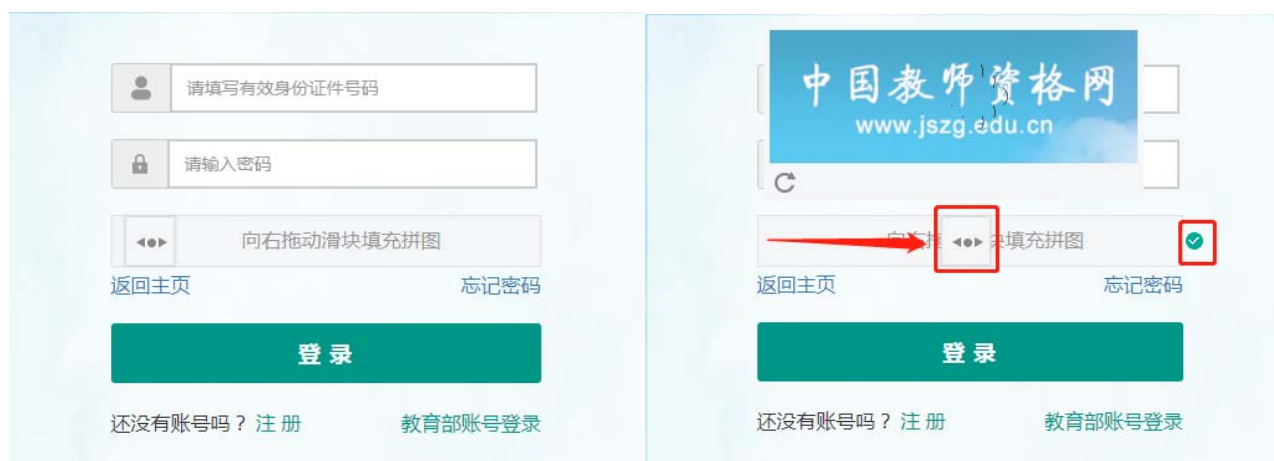 请填写有效身份证件号码
请输入密码
向右拖动滑块填充拼图
返回主页 忘记密码
登 录
还没有账号吗？注 册 教育部账号登录
中国教师资格网
www.jszg.edu.cn
块填充拼图
返回主页 忘记密码
登 录
还没有账号吗？注 册 教育部账号登录